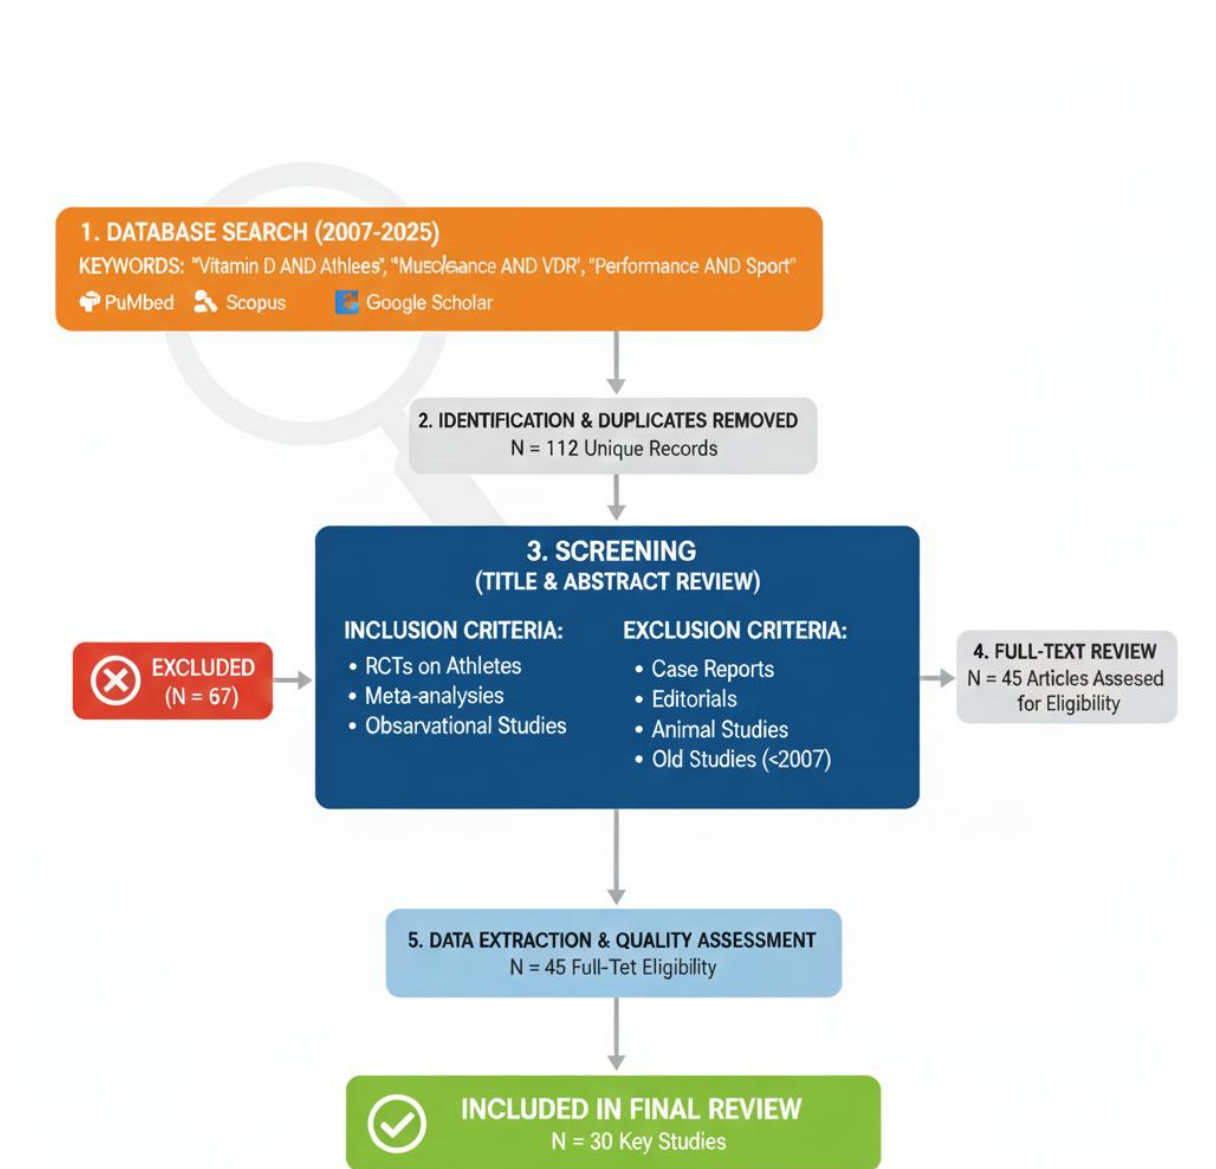 1. DATABASE SEARCH (2007-2025)
KEYWORDS: "Vitamin D AND Athlees", "AND VDR', "Performance AND Sport"
PuMbed Scopus Google Scholar
2. IDENTIFICATION & DUPLICATES REMOVED
N = 112 Unique Records
3. SCREENING
(TITLE & ABSTRACT REVIEW)
INCLUSION CRITERIA:
• RCTs on Athletes
• Meta-analyses
• Obsarvational Studies
EXCLUSION CRITERIA:
• Case Reports
• Editorials
• Animal Studies
• Old Studies (<2007)
EXCLUDED
(N = 67)
4. FULL-TEXT REVIEW
N = 45 Articles Assesed
for Eligibility
5. DATA EXTRACTION & QUALITY ASSESSMENT
N = 45 Full-Tet Eligibility
INCLUDED IN FINAL REVIEW
N = 30 Key Studies